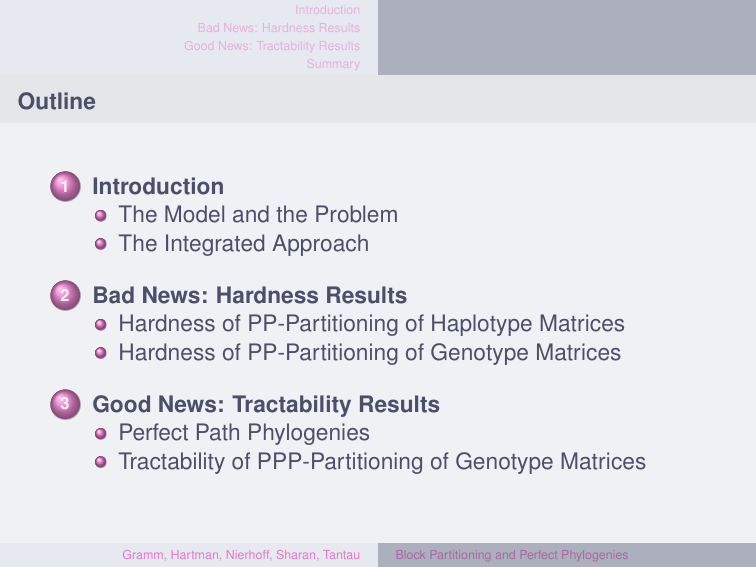 Introduction
Bad News: Hardness Results
Good News: Tractability Results
Summary
Outline
1 Introduction
The Model and the Problem
The Integrated Approach
2 Bad News: Hardness Results
Hardness of PP-Partitioning of Haplotype Matrices
Hardness of PP-Partitioning of Genotype Matrices
3 Good News: Tractability Results
Perfect Path Phylogenies
Tractability of PPP-Partitioning of Genotype Matrices
Gramm, Hartman, Nierhoff, Sharan, Tantau
Block Partitioning and Perfect Phylogenies